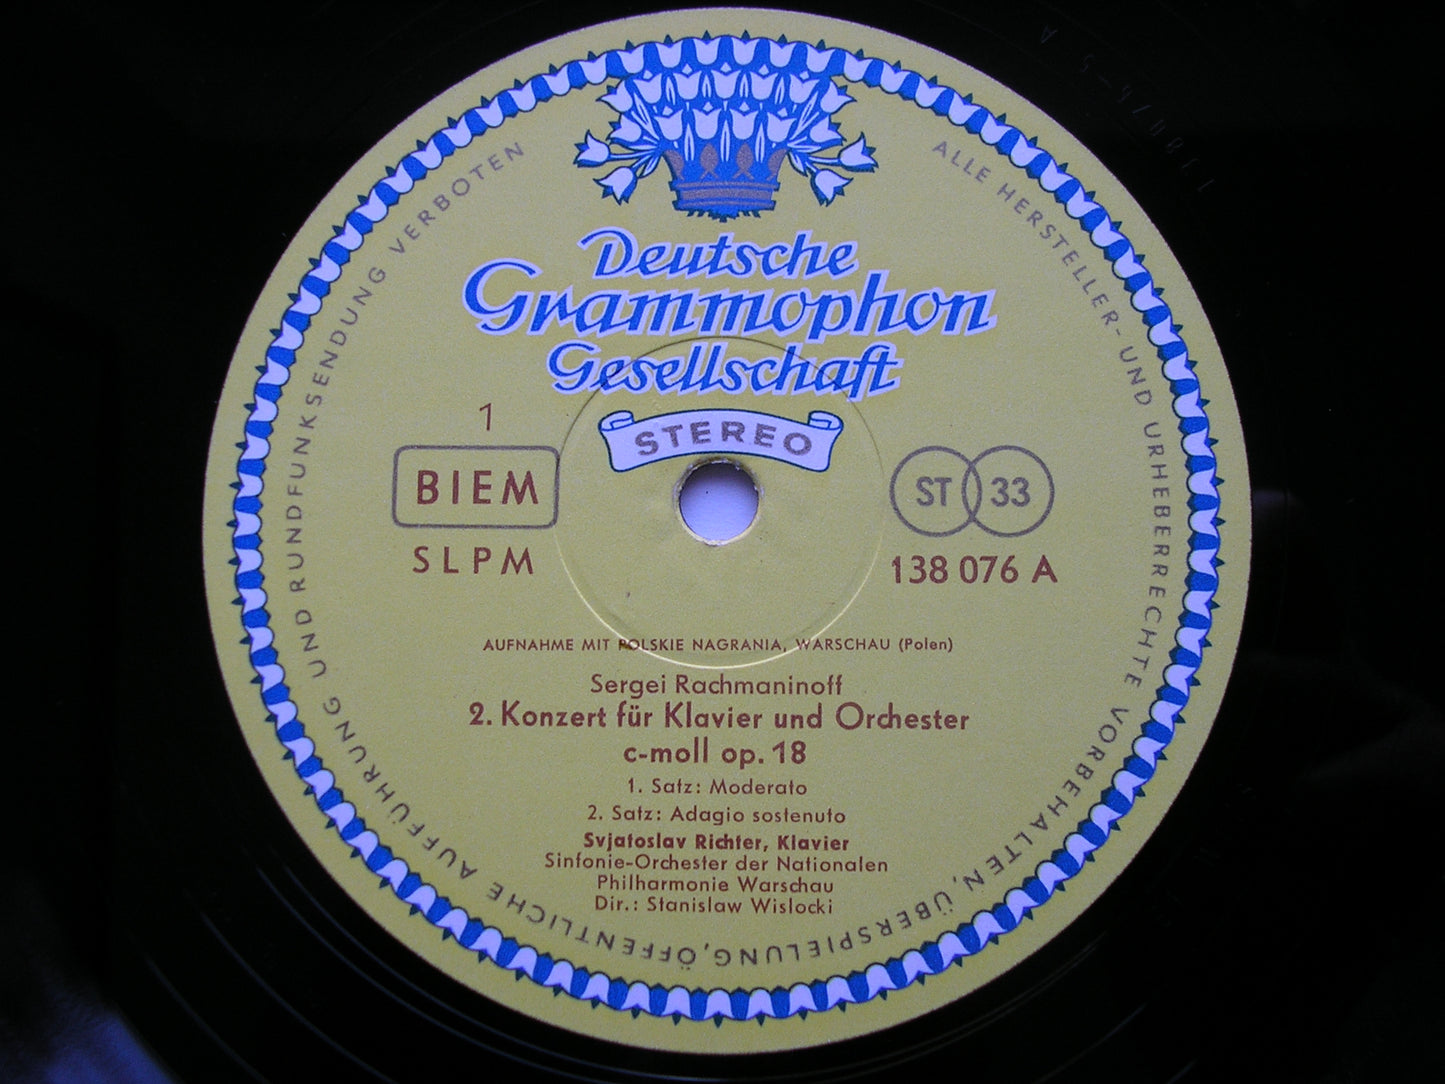 Deutsche
Grammophon
Gesellschaft
STEREO
1
BIEM
SLPM
ST 33
138 076 A
AUFNAHME MIT POLSKIE NAGRANIA, WARSCHAU (Polen)
Sergei Rachmaninoff
2. Konzert für Klavier und Orchester
c-moll op. 18
1. Satz: Moderato
2. Satz: Adagio sostenuto
Svjatoslav Richter, Klavier
Sinfonie-Orchester der Nationalen
Philharmonie Warschau
Dir.: Stanislaw Wislocki
ALLE HERSTELLER- UND URHEBERRECHTE VORBEHALTEN, ÜBERSPIELUNG, ÖFFENTLICHE AUFFÜHRUNG UND RUNDFUNKSENDUNG VERBOTEN